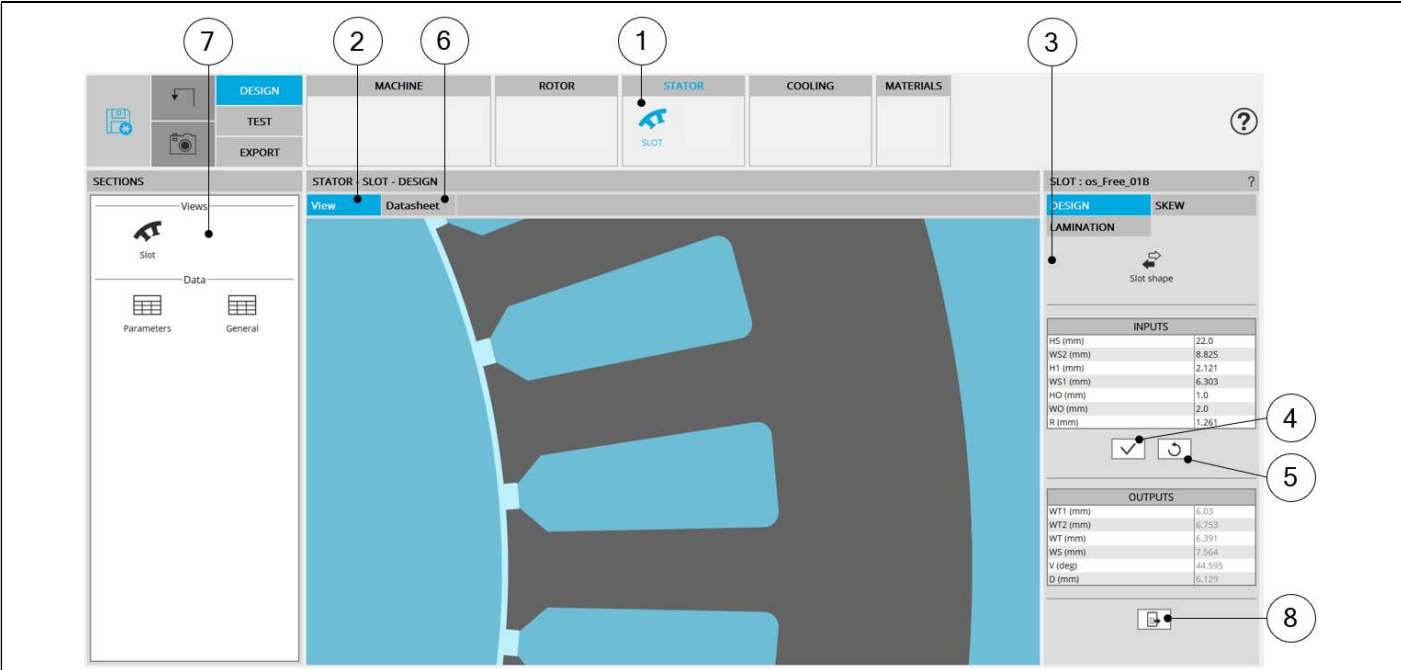 7
2
6
1
3
DESIGN
TEST
EXPORT
MACHINE
ROTOR
STATOR
SLOT
COOLING
MATERIALS
?
SECTIONS
Views
Slot
Data
Parameters
General
STATOR - SLOT - DESIGN
View
Datasheet
SLOT : os_Free_01B
?
DESIGN
SKEW
LAMINATION
Slot shape
INPUTS
HS (mm) 22.0
WS2 (mm) 8.825
H1 (mm) 2.121
WS1 (mm) 6.303
HO (mm) 1.0
WO (mm) 2.0
R (mm) 1.261
4
5
OUTPUTS
WT1 (mm) 6.03
WT2 (mm) 6.753
WT (mm) 6.391
WS (mm) 7.564
V (deg) 44.595
D (mm) 6.129
8